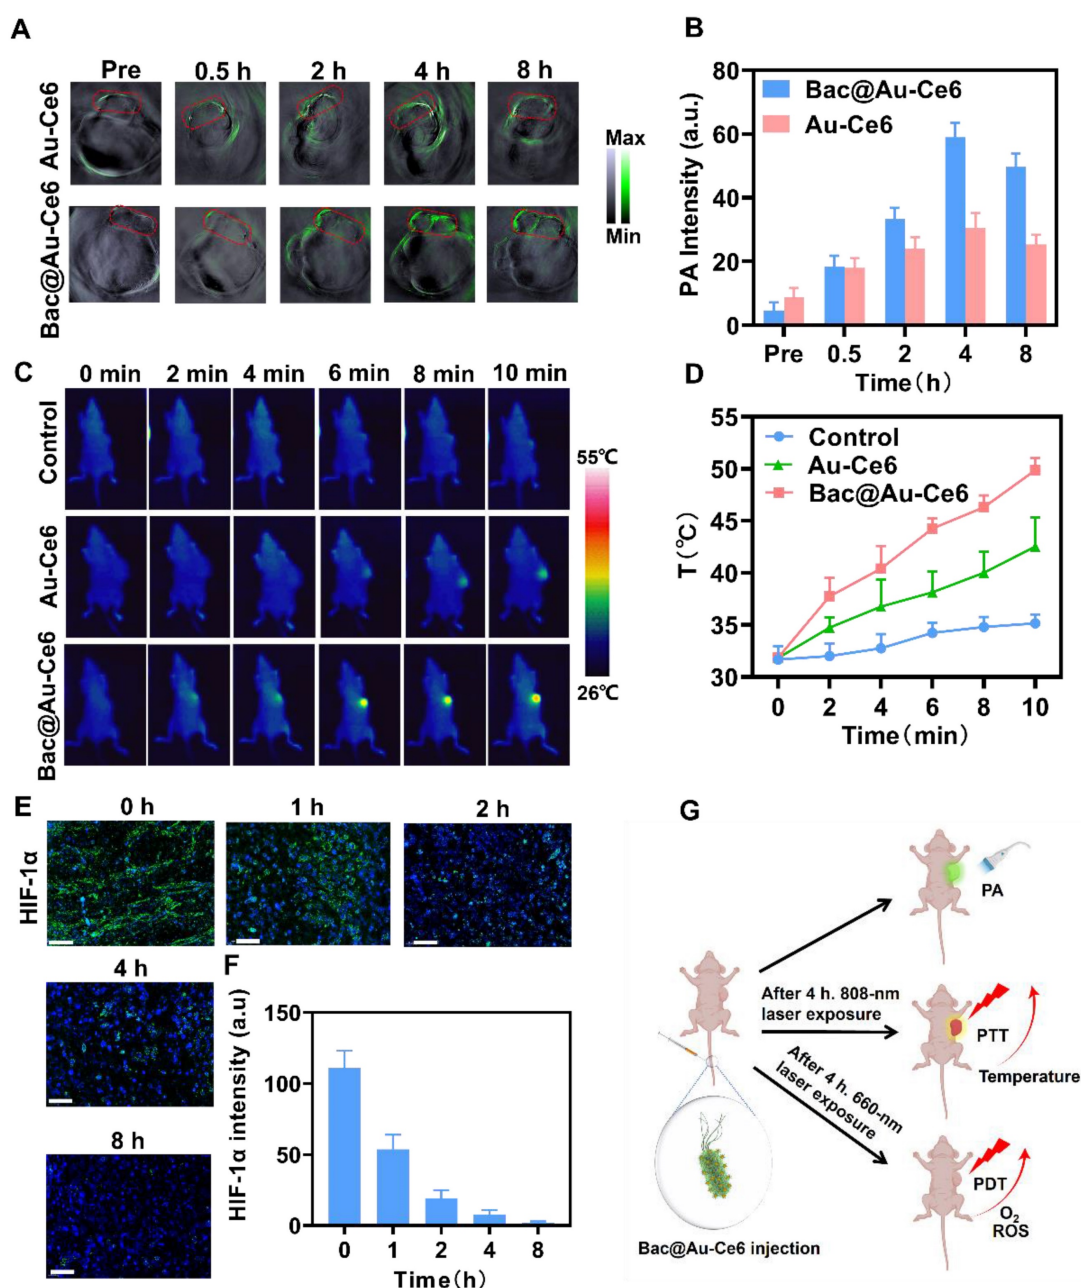 A
Pre
0.5 h
2 h
4 h
8 h
Au-Ce6
Bac@Au-Ce6
Max
Min
B
PA Intensity (a.u.)
80
60
40
20
0
Bac@Au-Ce6
Au-Ce6
Pre
0.5
2
4
8
Time(h)
C
0 min
2 min
4 min
6 min
8 min
10 min
Control
Au-Ce6
Bac@Au-Ce6
55℃
26℃
D
T(℃)
55
50
45
40
35
30
Control
Au-Ce6
Bac@Au-Ce6
0
2
4
6
8
10
Time(min)
E
0 h
1 h
2 h
HIF-1α
4 h
8 h
F
HIF-1α intensity (a.u)
150
100
50
0
0
1
2
4
8
Time(h)
G
PA
After 4 h. 808-nm
laser exposure
PTT
Temperature
After 4 h. 660-nm
laser exposure
PDT
O₂
ROS
Bac@Au-Ce6 injection